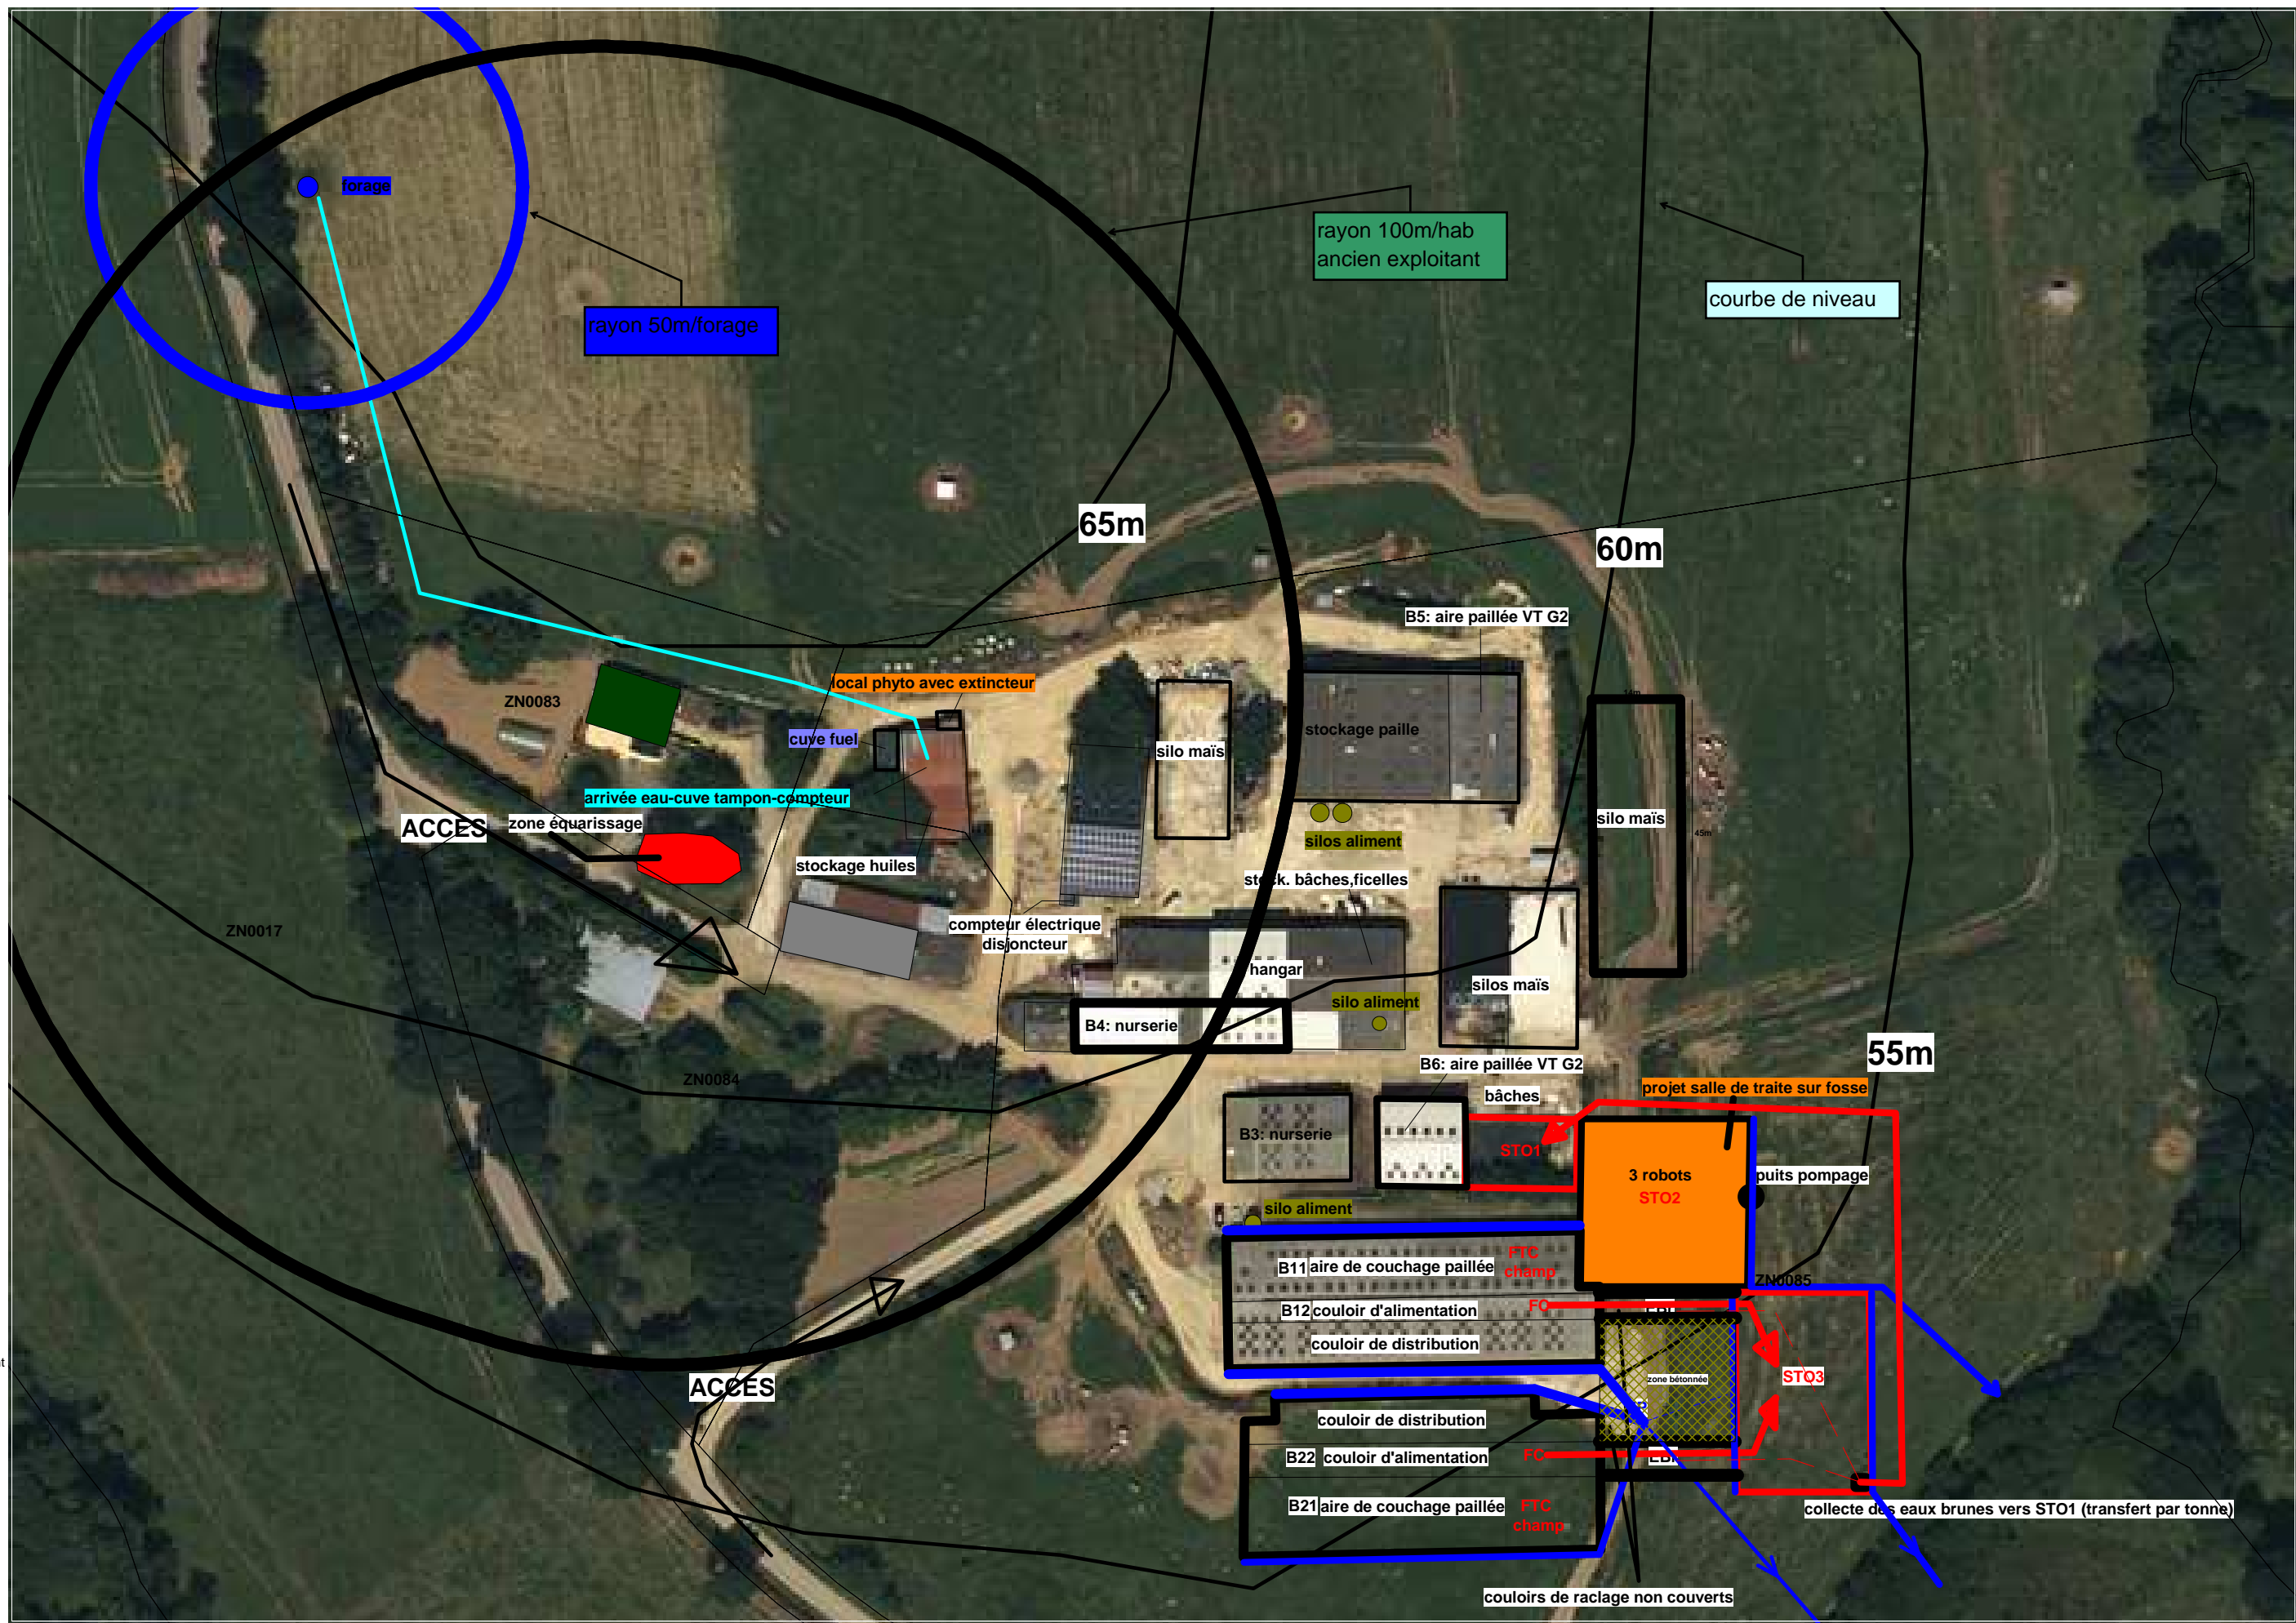 forage
rayon 100m/hab
ancien exploitant
courbe de niveau
rayon 50m/forage
65m
60m
B5: aire paillée VT G2
local phyto avec extincteur
ZN0083
14m
stockage paille
cuve fuel
silo maïs
arrivée eau-cuve tampon-compteur
silo maïs
45m
ACCES
zone équarissage
silos aliment
stockage huiles
stock. bâches,ficelles
compteur électrique
disjoncteur
ZN0017
hangar
silos maïs
silo aliment
B4: nurserie
55m
B6: aire paillée VT G2
ZN0084
projet salle de traite sur fosse
bâches
B3: nurserie
STO1
3 robots
STO2
puits pompage
silo aliment
FTC
champ
B11 aire de couchage paillée
ZN0085
B12 couloir d'alimentation
FO
couloir de distribution
zone bétonnée
STO3
ACCES
couloir de distribution
B22 couloir d'alimentation
FO
B21 aire de couchage paillée
FTC
champ
collecte des eaux brunes vers STO1 (transfert par tonne)
couloirs de raclage non couverts